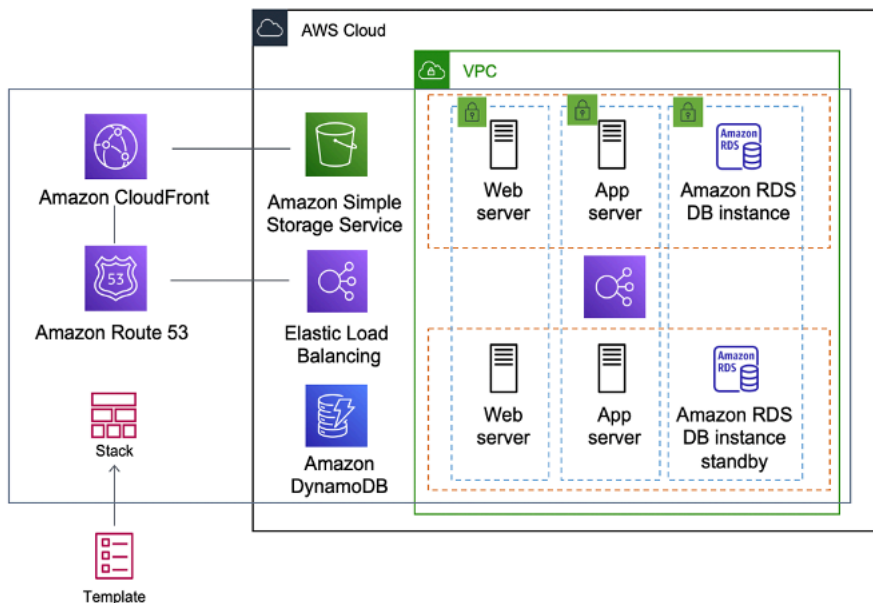 AWS Cloud
VPC
Amazon CloudFront
Amazon Simple
Storage Service
Web
server
App
server
Amazon
RDS
Amazon RDS
DB instance
53
Amazon Route 53
Elastic Load
Balancing
Stack
Amazon
DynamoDB
Web
server
App
server
Amazon
RDS
Amazon RDS
DB instance
standby
Template